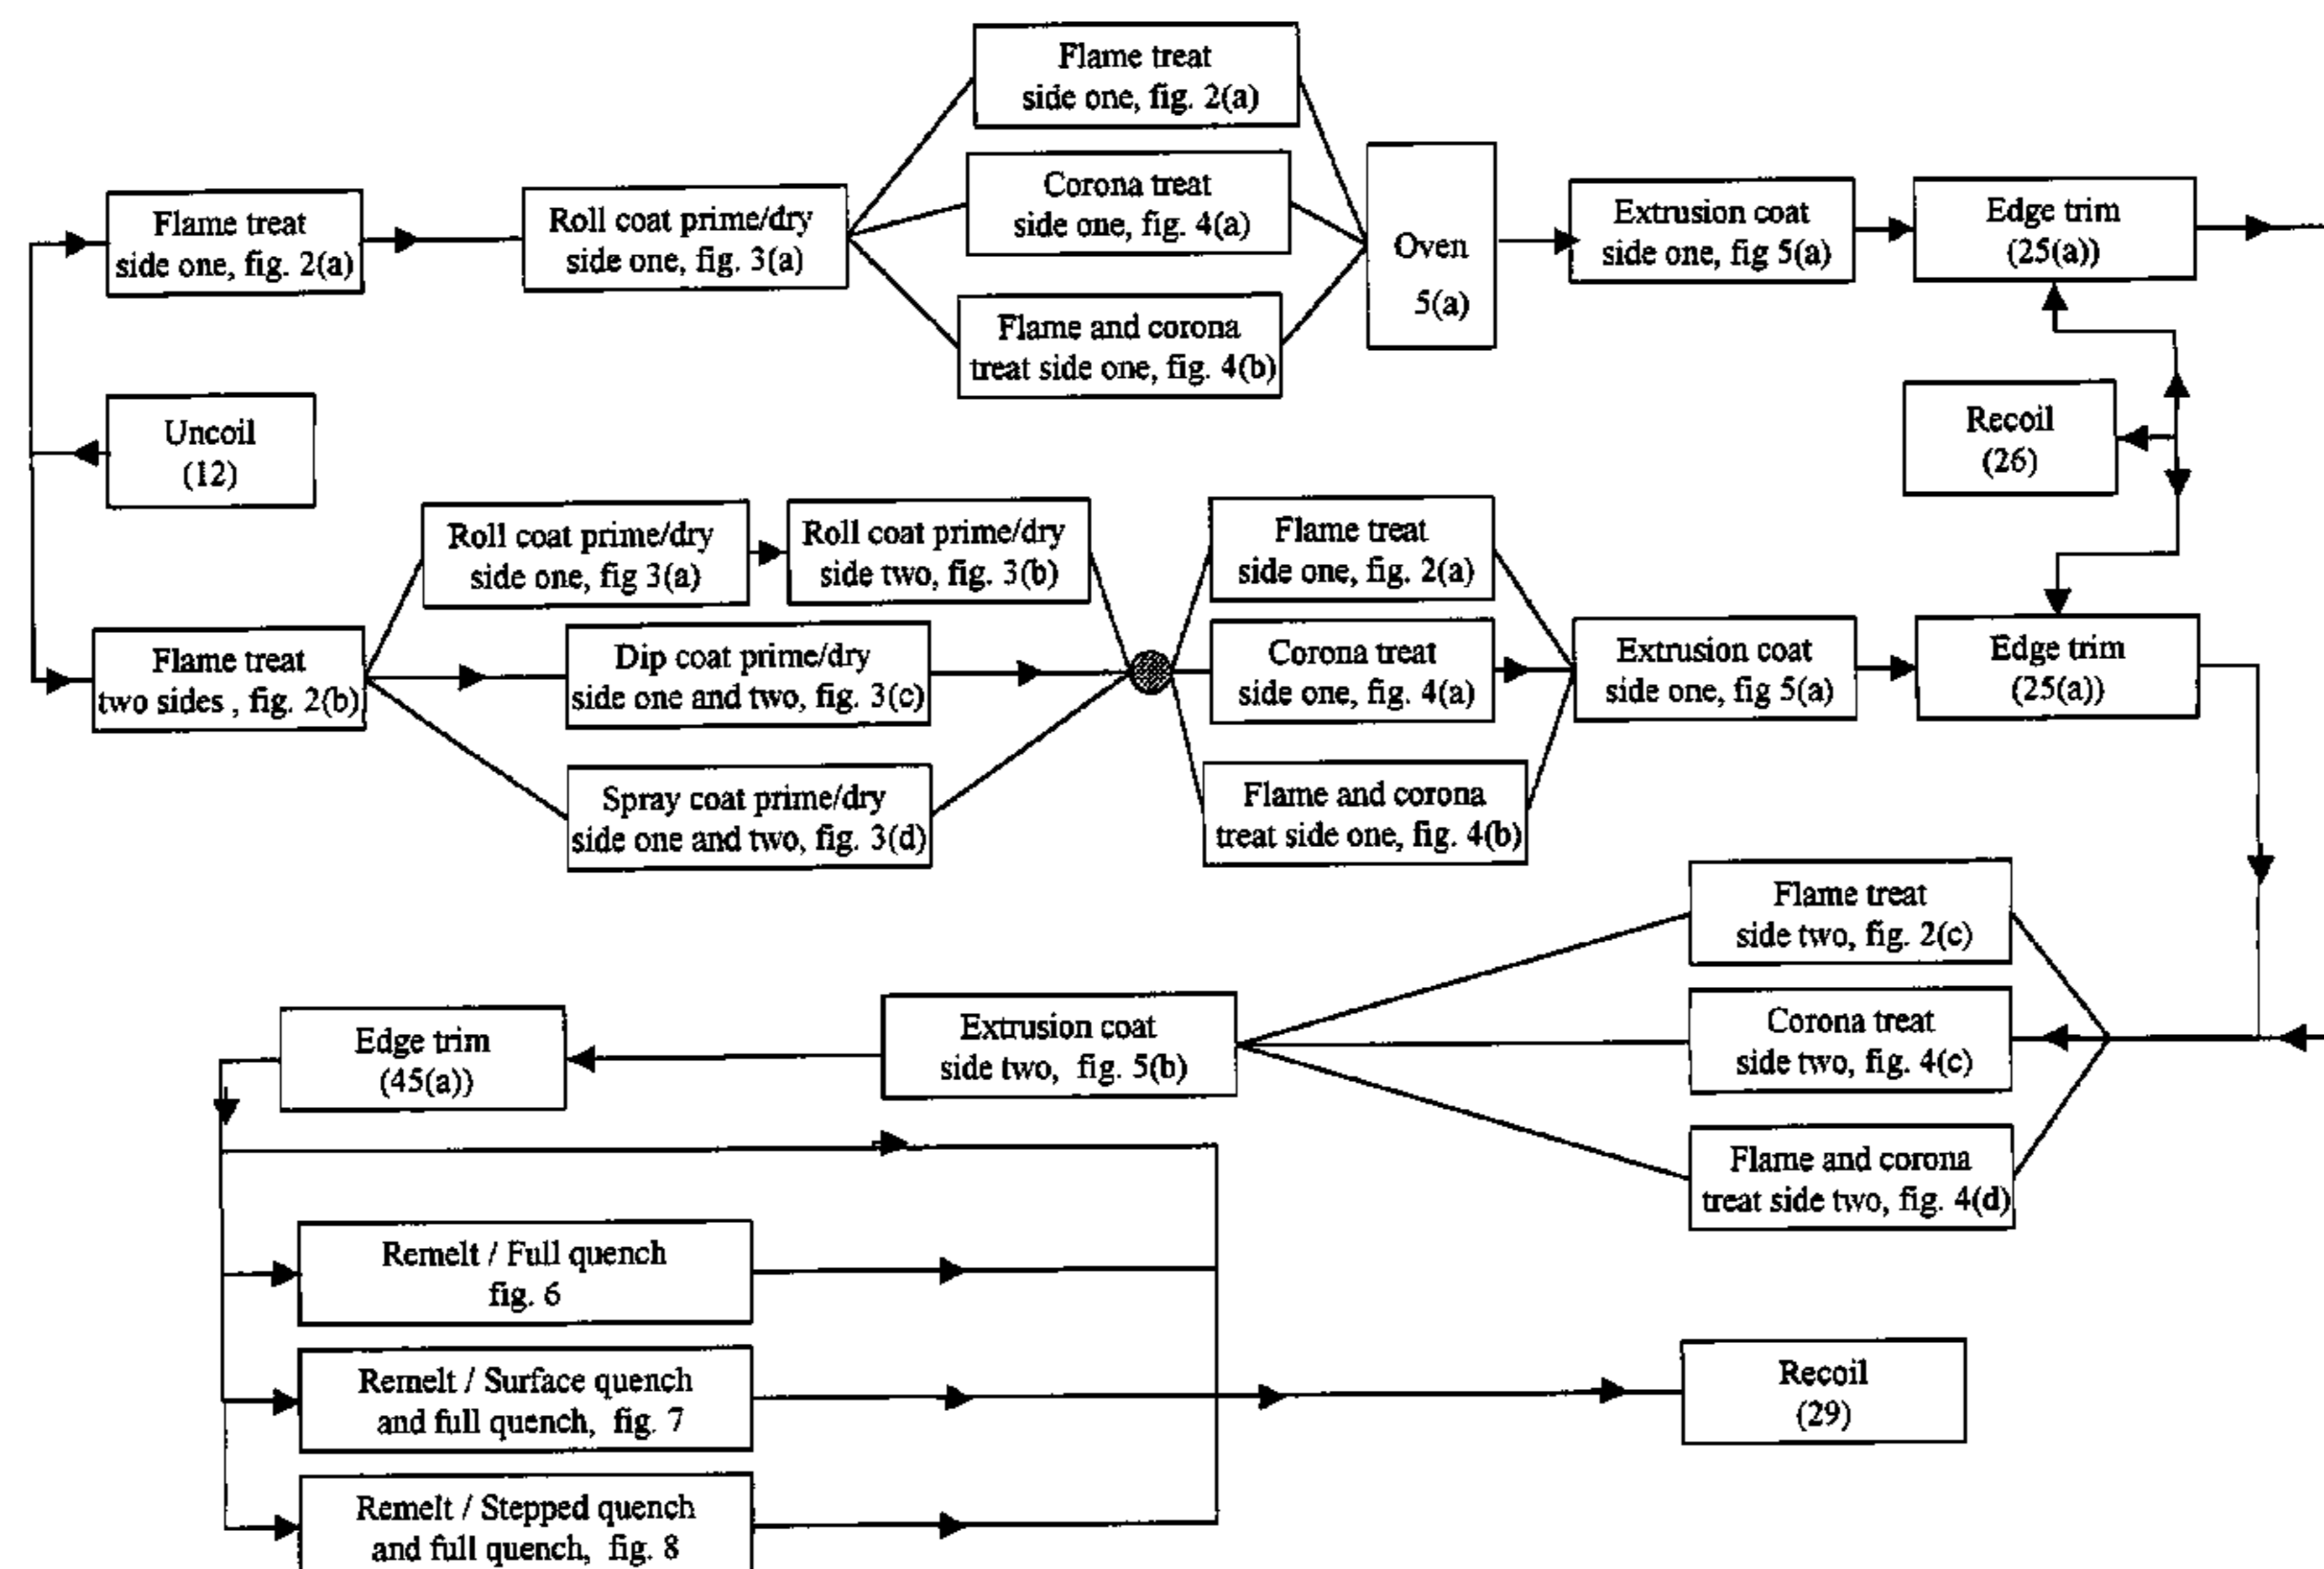 Flame treat
side one, fig. 2(a)
Corona treat
side one, fig. 4(a)
Flame and corona
treat side one, fig. 4(b)
Flame treat
side one, fig. 2(a)
Roll coat prime/dry
side one, fig. 3(a)
Oven
5(a)
Extrusion coat
side one, fig 5(a)
Edge trim
(25(a))
Uncoil
(12)
Recoil
(26)
Roll coat prime/dry
side one, fig 3(a)
Roll coat prime/dry
side two, fig. 3(b)
Flame treat
side one, fig. 2(a)
Flame treat
two sides , fig. 2(b)
Dip coat prime/dry
side one and two, fig. 3(c)
Corona treat
side one, fig. 4(a)
Extrusion coat
side one, fig 5(a)
Edge trim
(25(a))
Spray coat prime/dry
side one and two, fig. 3(d)
Flame and corona
treat side one, fig. 4(b)
Flame treat
side two, fig. 2(c)
Edge trim
(45(a))
Extrusion coat
side two, fig. 5(b)
Corona treat
side two, fig. 4(c)
Flame and corona
treat side two, fig. 4(d)
Remelt / Full quench
fig. 6
Remelt / Surface quench
and full quench, fig. 7
Recoil
(29)
Remelt / Stepped quench
and full quench, fig. 8